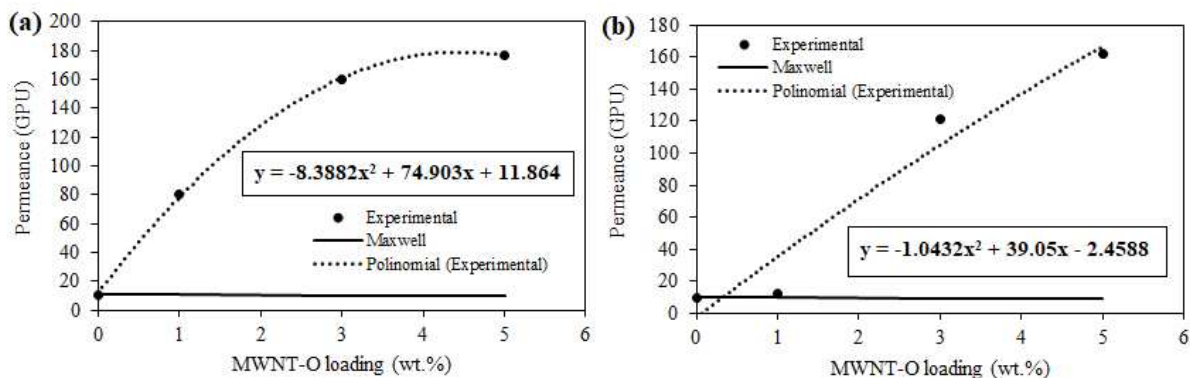 (a)
200
180
160
140
120
100
80
60
40
20
0
Permeance (GPU)
y = -8.3882x² + 74.903x + 11.864
Experimental
Maxwell
Polinomial (Experimental)
0 1 2 3 4 5 6
MWNT-O loading (wt.%)
(b)
180
160
140
120
100
80
60
40
20
0
Permeance (GPU)
Experimental
Maxwell
Polinomial (Experimental)
y = -1.0432x² + 39.05x - 2.4588
0 1 2 3 4 5 6
MWNT-O loading (wt.%)